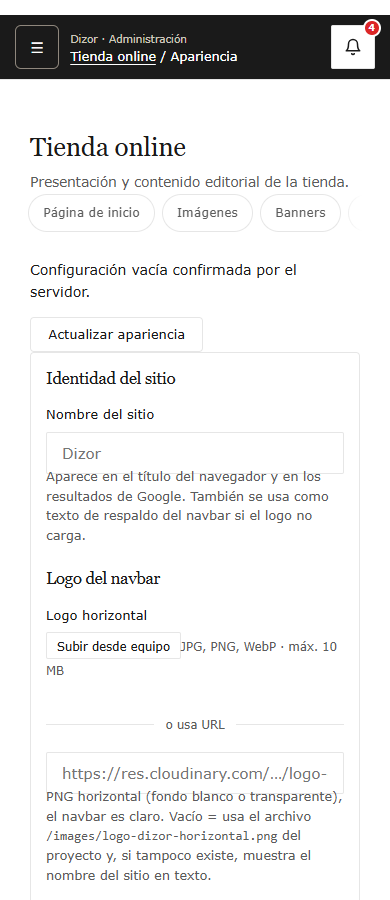 ☰
Dizor · Administración
Tienda online / Apariencia
4
Tienda online
Presentación y contenido editorial de la tienda.
Página de inicio
Imágenes
Banners
Configuración vacía confirmada por el
servidor.
Actualizar apariencia
Identidad del sitio
Nombre del sitio
Dizor
Aparece en el título del navegador y en los
resultados de Google. También se usa como
texto de respaldo del navbar si el logo no
carga.
Logo del navbar
Logo horizontal
Subir desde equipo JPG, PNG, WebP · máx. 10
MB
o usa URL
https://res.cloudinary.com/.../logo-
PNG horizontal (fondo blanco o transparente),
el navbar es claro. Vacío = usa el archivo
/images/logo-dizor-horizontal.png del
proyecto y, si tampoco existe, muestra el
nombre del sitio en texto.